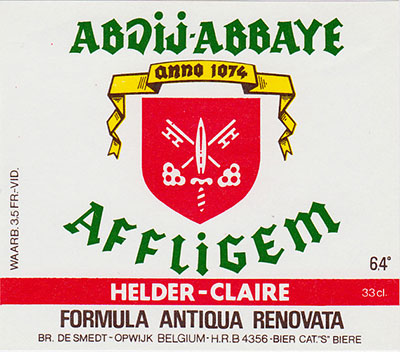 ABDIJ-ABBAYE
anno 1074
AFFLIGEM
WAARB. 3.5 FR.-VID.
6.4°
HELDER-CLAIRE
33 cl.
FORMULA ANTIQUA RENOVATA
BR. DE SMEDT - OPWIJK BELGIUM - H.R.B 4356 - BIER CAT. "S" BIERE